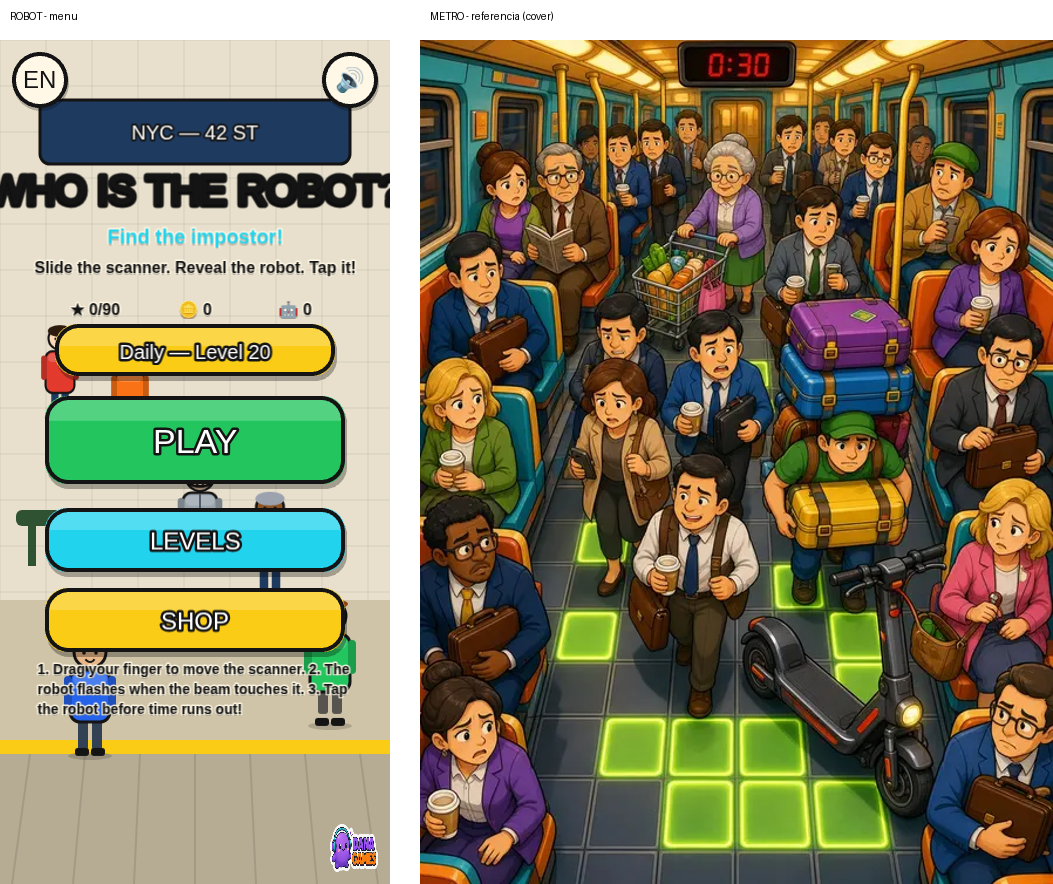 ROBOT - menu
METRO - referencia (cover)
EN
0:30
NYC — 42 ST
WHO IS THE ROBOT?
Find the impostor!
Slide the scanner. Reveal the robot. Tap it!
★ 0/90
0
0
Daily — Level 20
PLAY
LEVELS
SHOP
1. Drag your finger to move the scanner. 2. The
robot flashes when the beam touches it. 3. Tap
the robot before time runs out!
DANA
GAMES